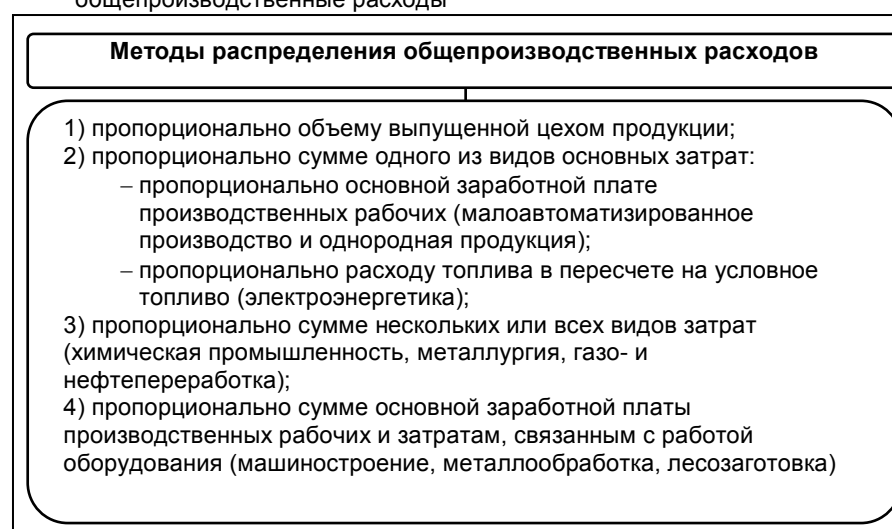 общепроизводственные расходы
Методы распределения общепроизводственных расходов
1) пропорционально объему выпущенной цехом продукции;
2) пропорционально сумме одного из видов основных затрат:
– пропорционально основной заработной плате
производственных рабочих (малоавтоматизированное
производство и однородная продукция);
– пропорционально расходу топлива в пересчете на условное
топливо (электроэнергетика);
3) пропорционально сумме нескольких или всех видов затрат
(химическая промышленность, металлургия, газо- и
нефтепереработка);
4) пропорционально сумме основной заработной платы
производственных рабочих и затратам, связанным с работой
оборудования (машиностроение, металлообработка, лесозаготовка)